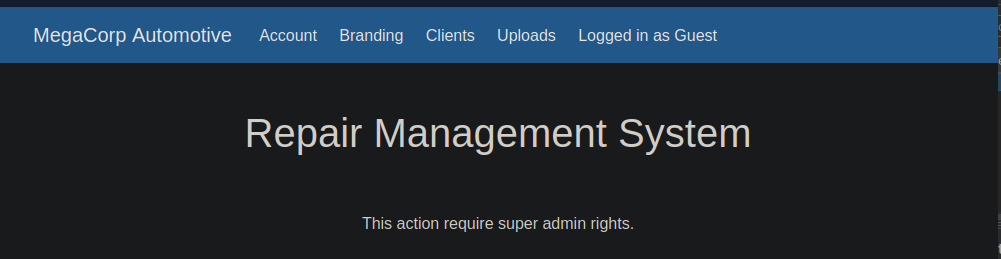 MegaCorp Automotive Account Branding Clients Uploads Logged in as Guest
Repair Management System
This action require super admin rights.